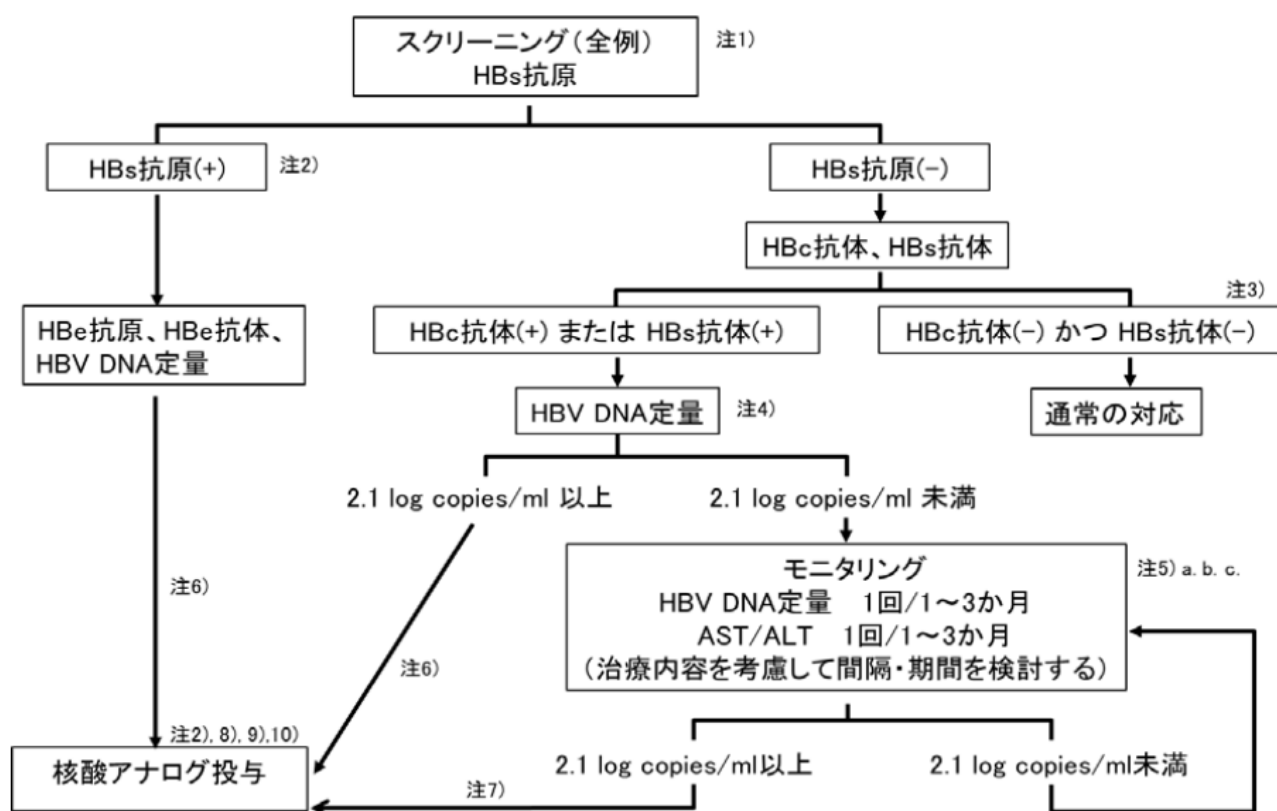 スクリーニング(全例)
HBs抗原
注1)
HBs抗原(+)
注2)
HBs抗原(−)
HBc抗体、HBs抗体
注3)
HBe抗原、HBe抗体、
HBV DNA定量
HBc抗体(+) または HBs抗体(+)
HBc抗体(−) かつ HBs抗体(−)
HBV DNA定量
注4)
通常の対応
2.1 log copies/ml 以上
2.1 log copies/ml 未満
モニタリング
HBV DNA定量 1回/1〜3か月
AST/ALT 1回/1〜3か月
(治療内容を考慮して間隔・期間を検討する)
注5) a. b. c.
注6)
注6)
注2), 8), 9),10)
核酸アナログ投与
2.1 log copies/ml以上
2.1 log copies/ml未満
注7)